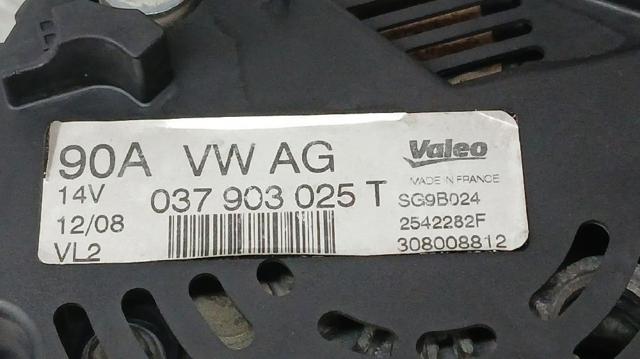 90A VW AG Valeo
14V 037 903 025 T MADE IN FRANCE
SG9B024
12/08 2542282F
VL2 308008812